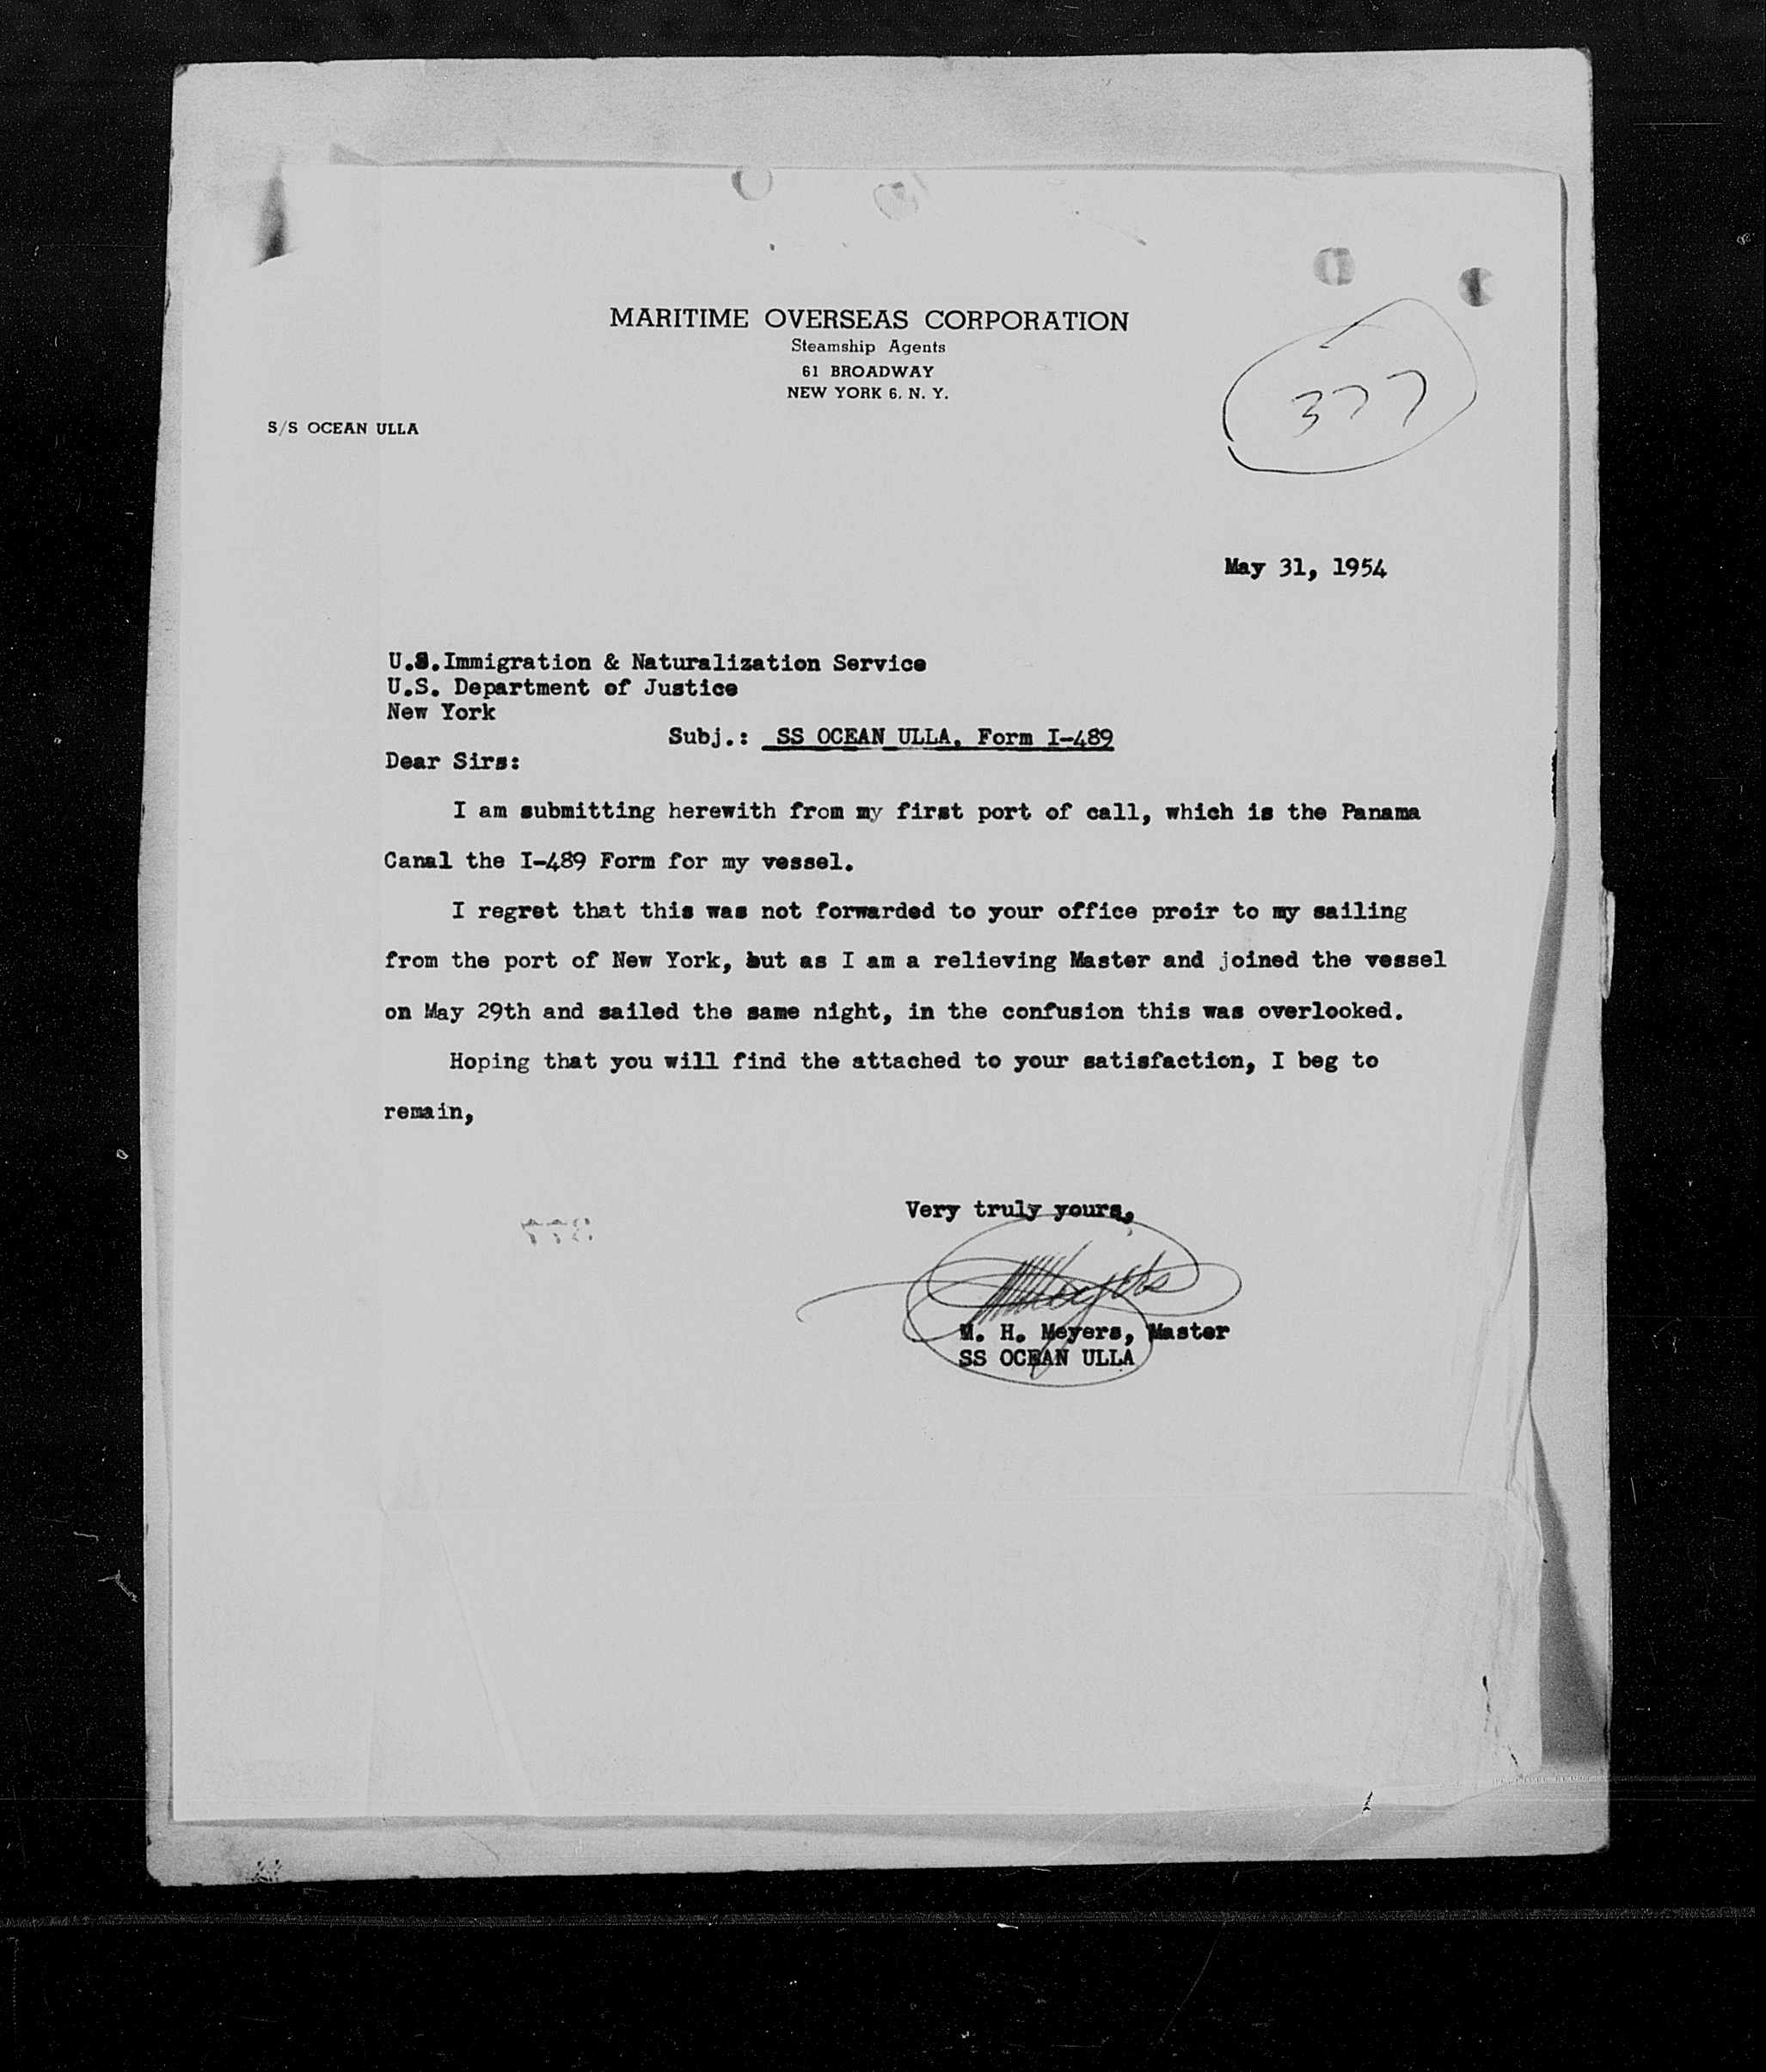 MARITIME OVERSEAS CORPORATION
Steamship Agents
61 BROADWAY
NEW YORK 6, N. Y.
S/S OCEAN ULLA
377
May 31, 1954
U.S.Immigration & Naturalization Service
U.S. Department of Justice
New York
Subj.: SS OCEAN ULLA, Form I-489
Dear Sirs:
I am submitting herewith from my first port of call, which is the Panama
Canal the I-489 Form for my vessel.
I regret that this was not forwarded to your office proir to my sailing
from the port of New York, but as I am a relieving Master and joined the vessel
on May 29th and sailed the same night, in the confusion this was overlooked.
Hoping that you will find the attached to your satisfaction, I beg to
remain,
Very truly yours,
M. H. Meyers, Master
SS OCEAN ULLA